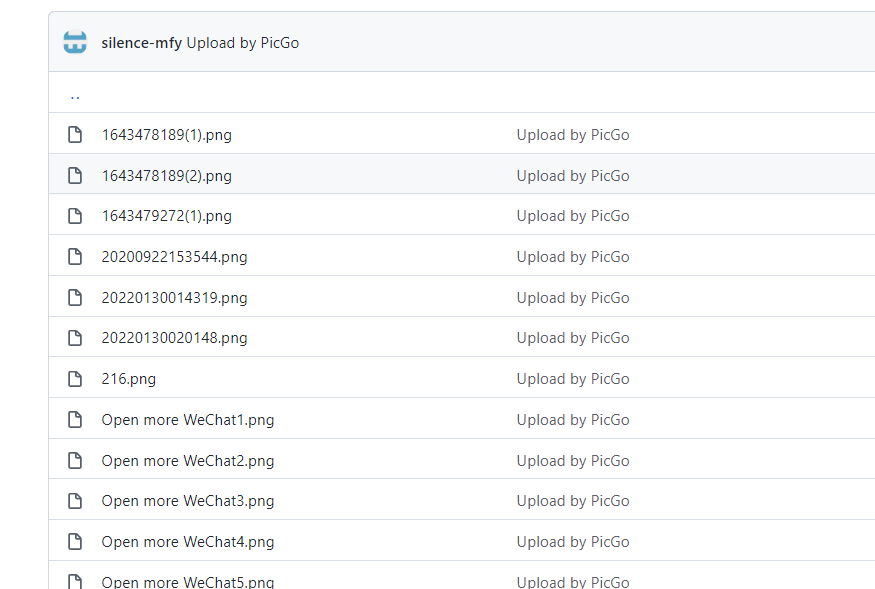 silence-mfy Upload by PicGo
..
1643478189(1).png Upload by PicGo
1643478189(2).png Upload by PicGo
1643479272(1).png Upload by PicGo
20200922153544.png Upload by PicGo
20220130014319.png Upload by PicGo
20220130020148.png Upload by PicGo
216.png Upload by PicGo
Open more WeChat1.png Upload by PicGo
Open more WeChat2.png Upload by PicGo
Open more WeChat3.png Upload by PicGo
Open more WeChat4.png Upload by PicGo
Open more WeChat5.png Upload by PicGo